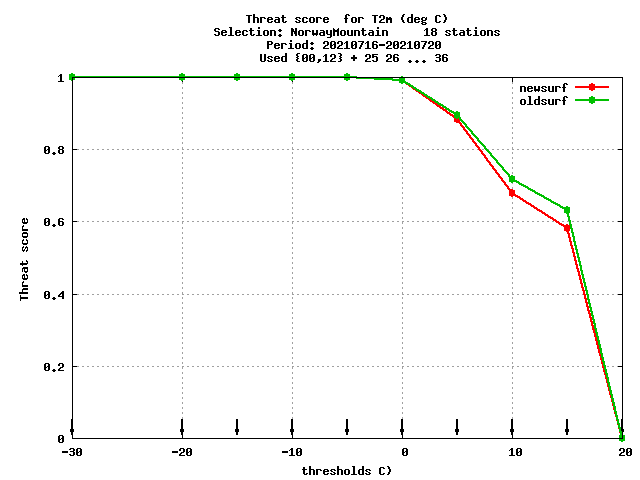 Threat score  for T2m (deg C)
Selection: NorwayMountain     18 stations
Period: 20210716-20210720
Used {00,12} + 25 26 ... 36
newsurf
oldsurf
1
0.8
0.6
0.4
0.2
0
Threat score
-30
-20
-10
0
10
20
thresholds C)